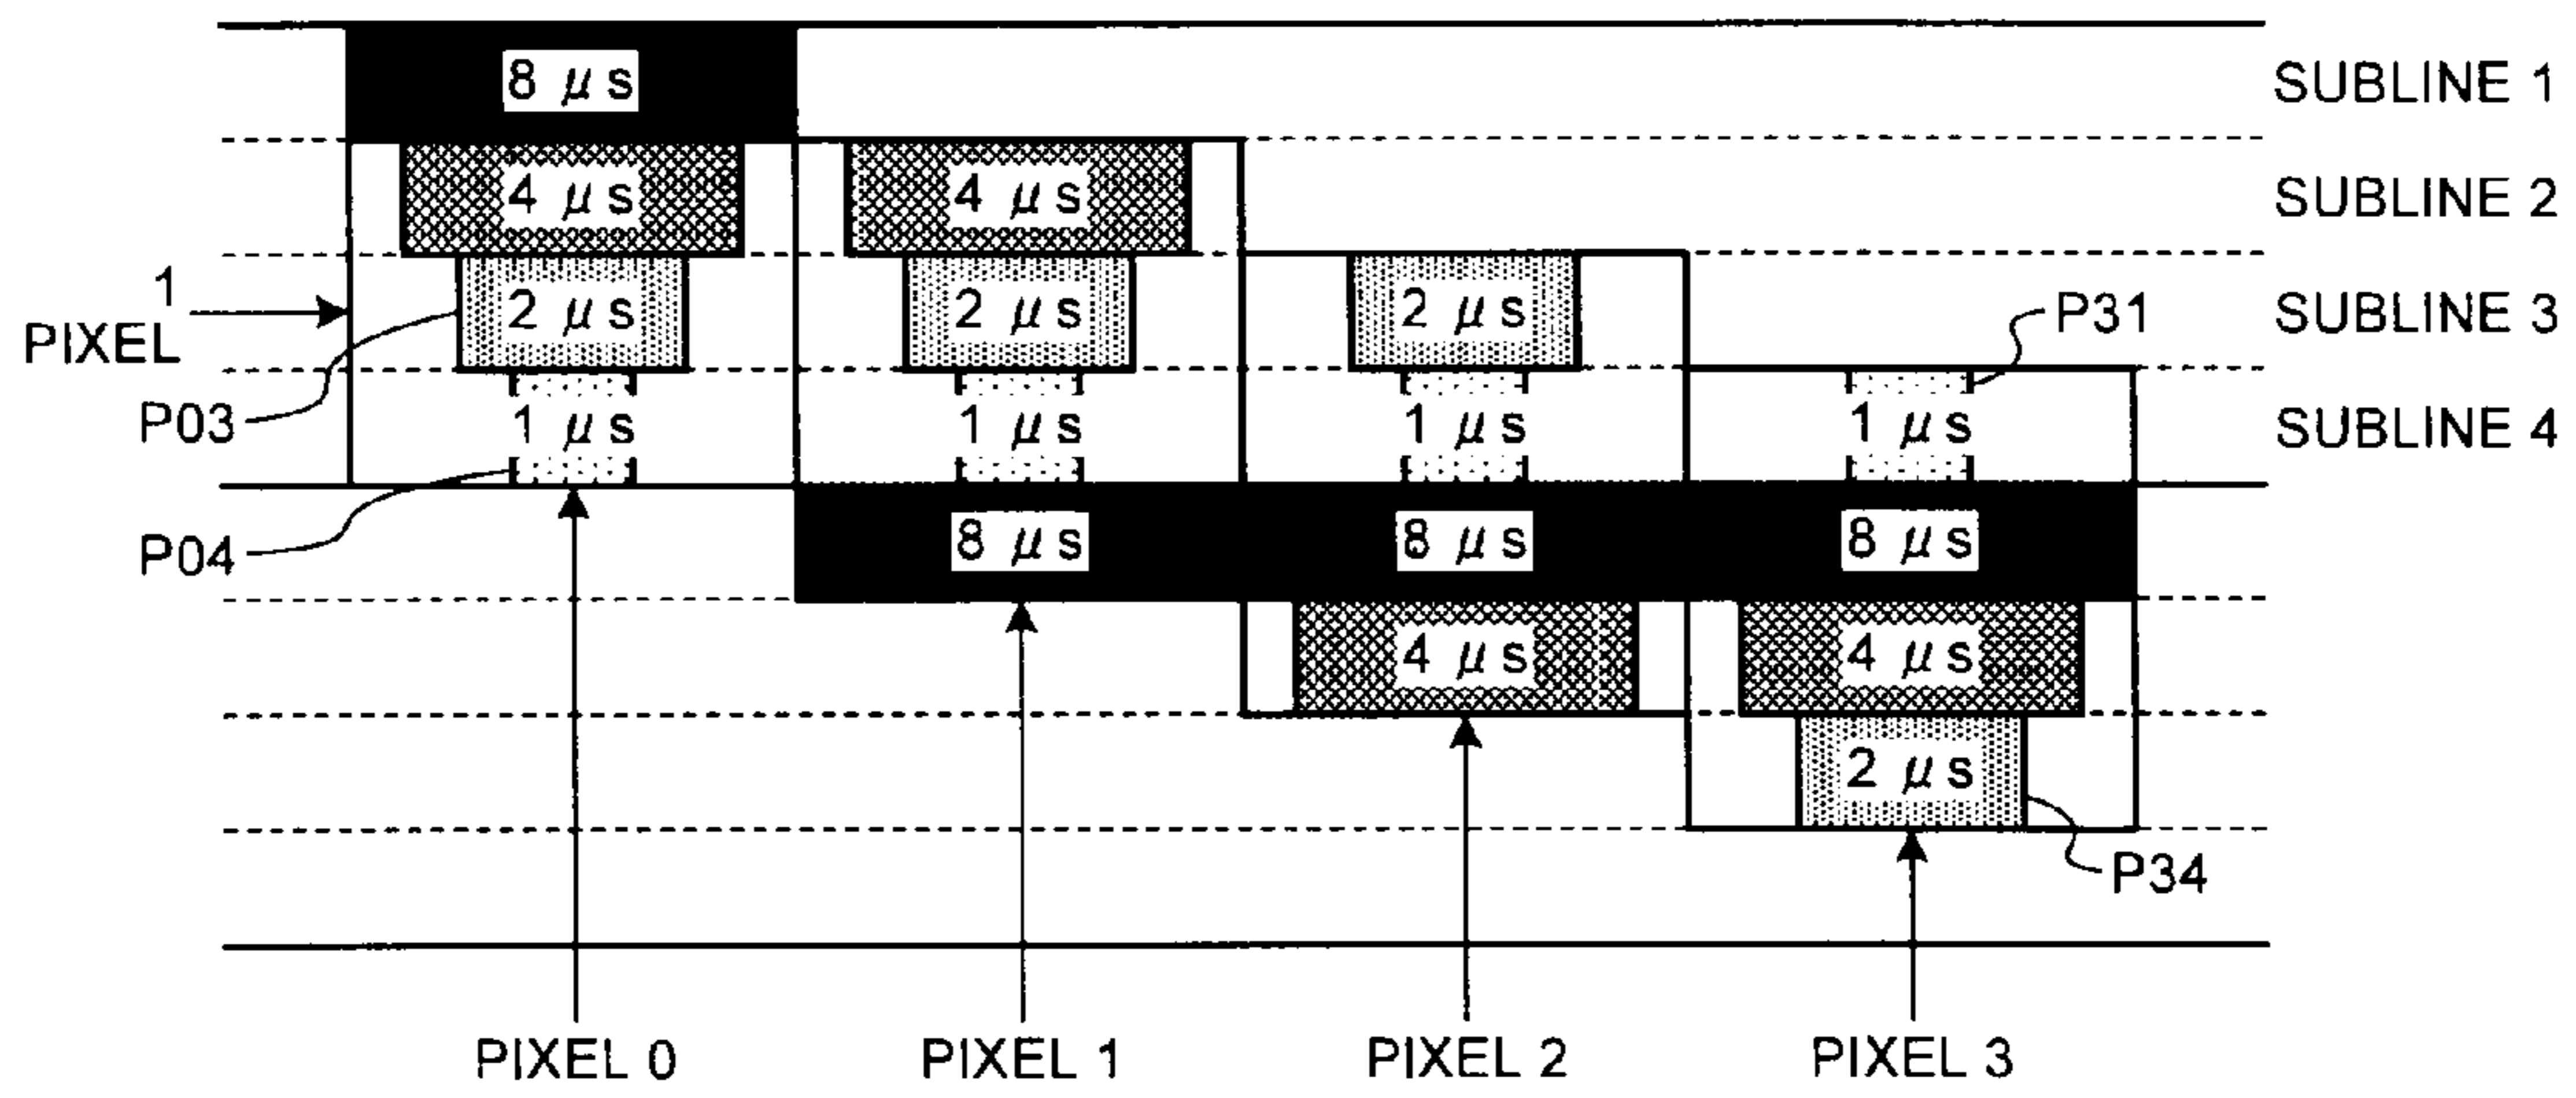 8 μs SUBLINE 1
4 μs 4 μs SUBLINE 2
1 PIXEL
2 μs 2 μs 2 μs P31 SUBLINE 3
P03 1 μs 1 μs 1 μs 1 μs SUBLINE 4
P04 8 μs 8 μs 8 μs
4 μs 4 μs
2 μs
P34
PIXEL 0 PIXEL 1 PIXEL 2 PIXEL 3